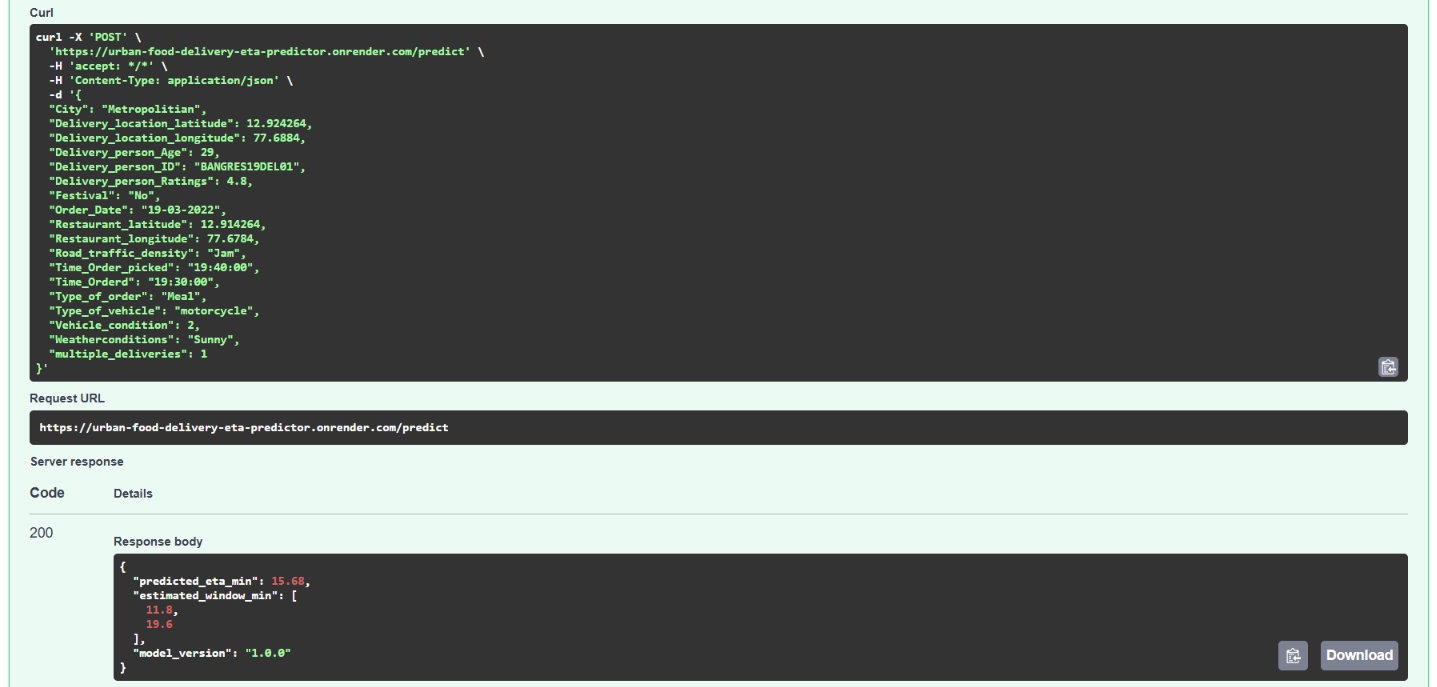 Curl
curl -X 'POST' \
  'https://urban-food-delivery-eta-predictor.onrender.com/predict' \
  -H 'accept: */*' \
  -H 'Content-Type: application/json' \
  -d '{
  "City": "Metropolitian",
  "Delivery_location_latitude": 12.924264,
  "Delivery_location_longitude": 77.6884,
  "Delivery_person_Age": 29,
  "Delivery_person_ID": "BANGRES19DEL01",
  "Delivery_person_Ratings": 4.8,
  "Festival": "No",
  "Order_Date": "19-03-2022",
  "Restaurant_latitude": 12.914264,
  "Restaurant_longitude": 77.6784,
  "Road_traffic_density": "Jam",
  "Time_Order_picked": "19:40:00",
  "Time_Orderd": "19:30:00",
  "Type_of_order": "Meal",
  "Type_of_vehicle": "motorcycle",
  "Vehicle_condition": 2,
  "Weatherconditions": "Sunny",
  "multiple_deliveries": 1
}'
Request URL
https://urban-food-delivery-eta-predictor.onrender.com/predict
Server response
Code Details
200
Response body
{
  "predicted_eta_min": 15.68,
  "estimated_window_min": [
    11.8,
    19.6
  ],
  "model_version": "1.0.0"
}
Download